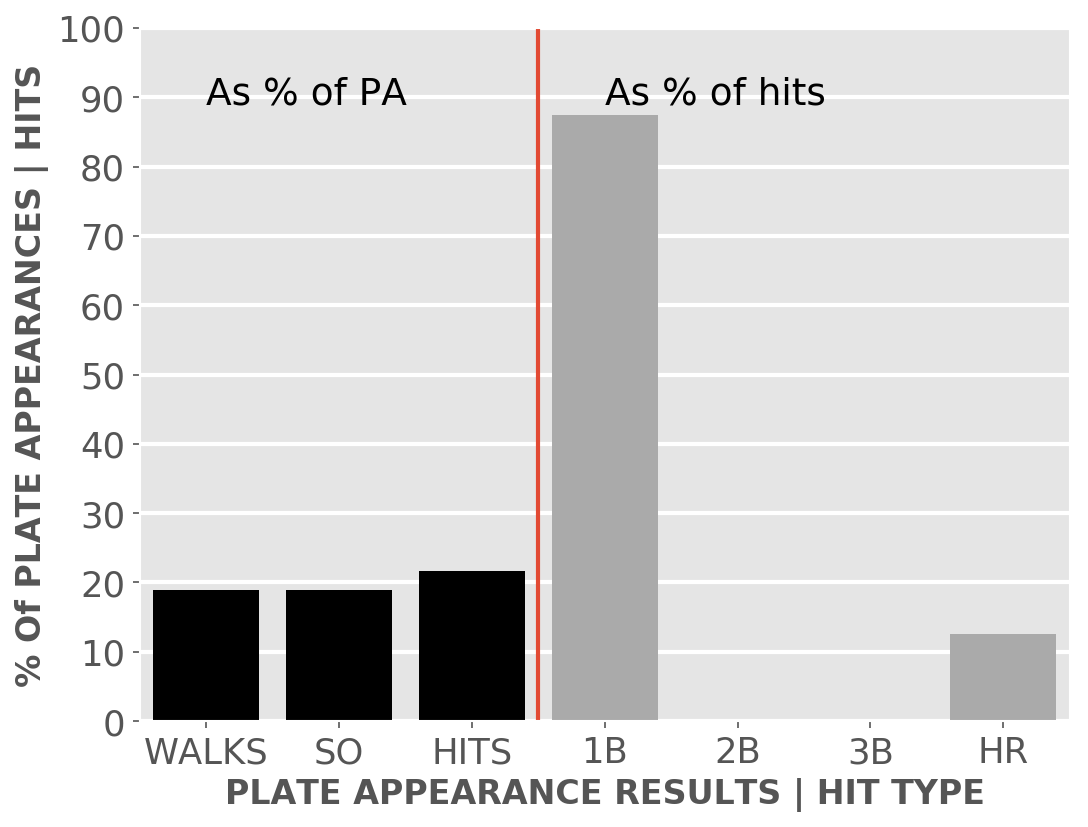 100
90
80
70
60
50
40
30
20
10
0
% Of PLATE APPEARANCES | HITS
As % of PA
As % of hits
WALKS SO HITS 1B 2B 3B HR
PLATE APPEARANCE RESULTS | HIT TYPE